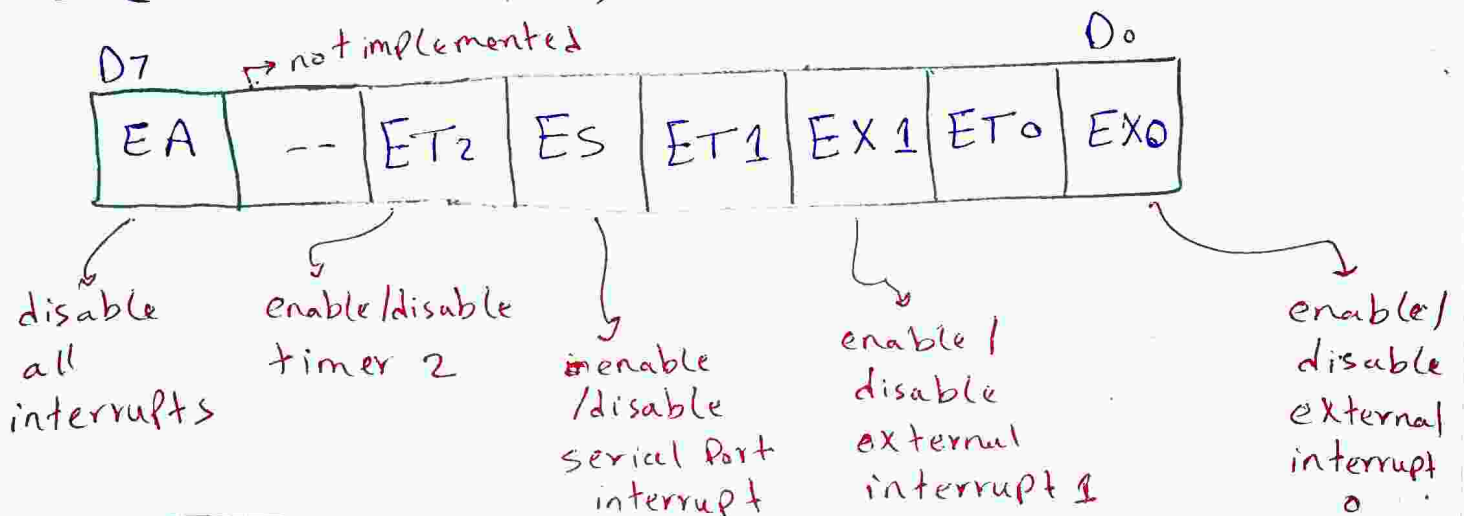 D7 → not implemented D0
EA -- ET2 ES ET1 EX1 ET0 EX0
disable
all
interrupts
enable/disable
timer 2
enable
/disable
serial Port
interrupt
enable/
disable
external
interrupt 1
enable/
disable
external
interrupt
0